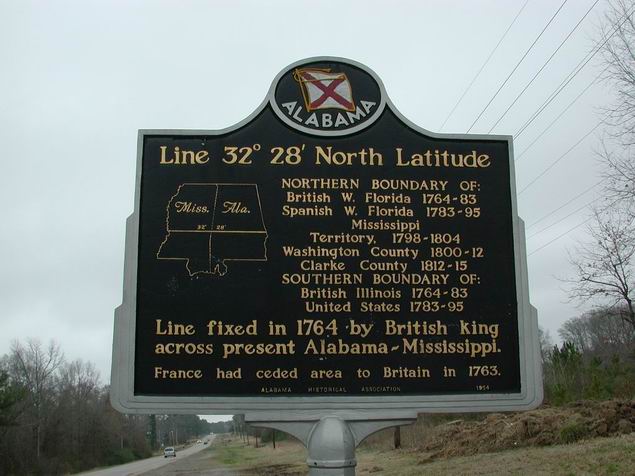 ALABAMA
Line 32° 28' North Latitude
Miss. Ala.
32° 28'
NORTHERN BOUNDARY OF:
British W. Florida 1764-83
Spanish W. Florida 1783-95
Mississippi
Territory, 1798-1804
Washington County 1800-12
Clarke County 1812-15
SOUTHERN BOUNDARY OF:
British Illinois 1764-83
United States 1783-95
Line fixed in 1764 by British king
across present Alabama-Mississippi.
France had ceded area to Britain in 1763.
ALABAMA HISTORICAL ASSOCIATION 1954